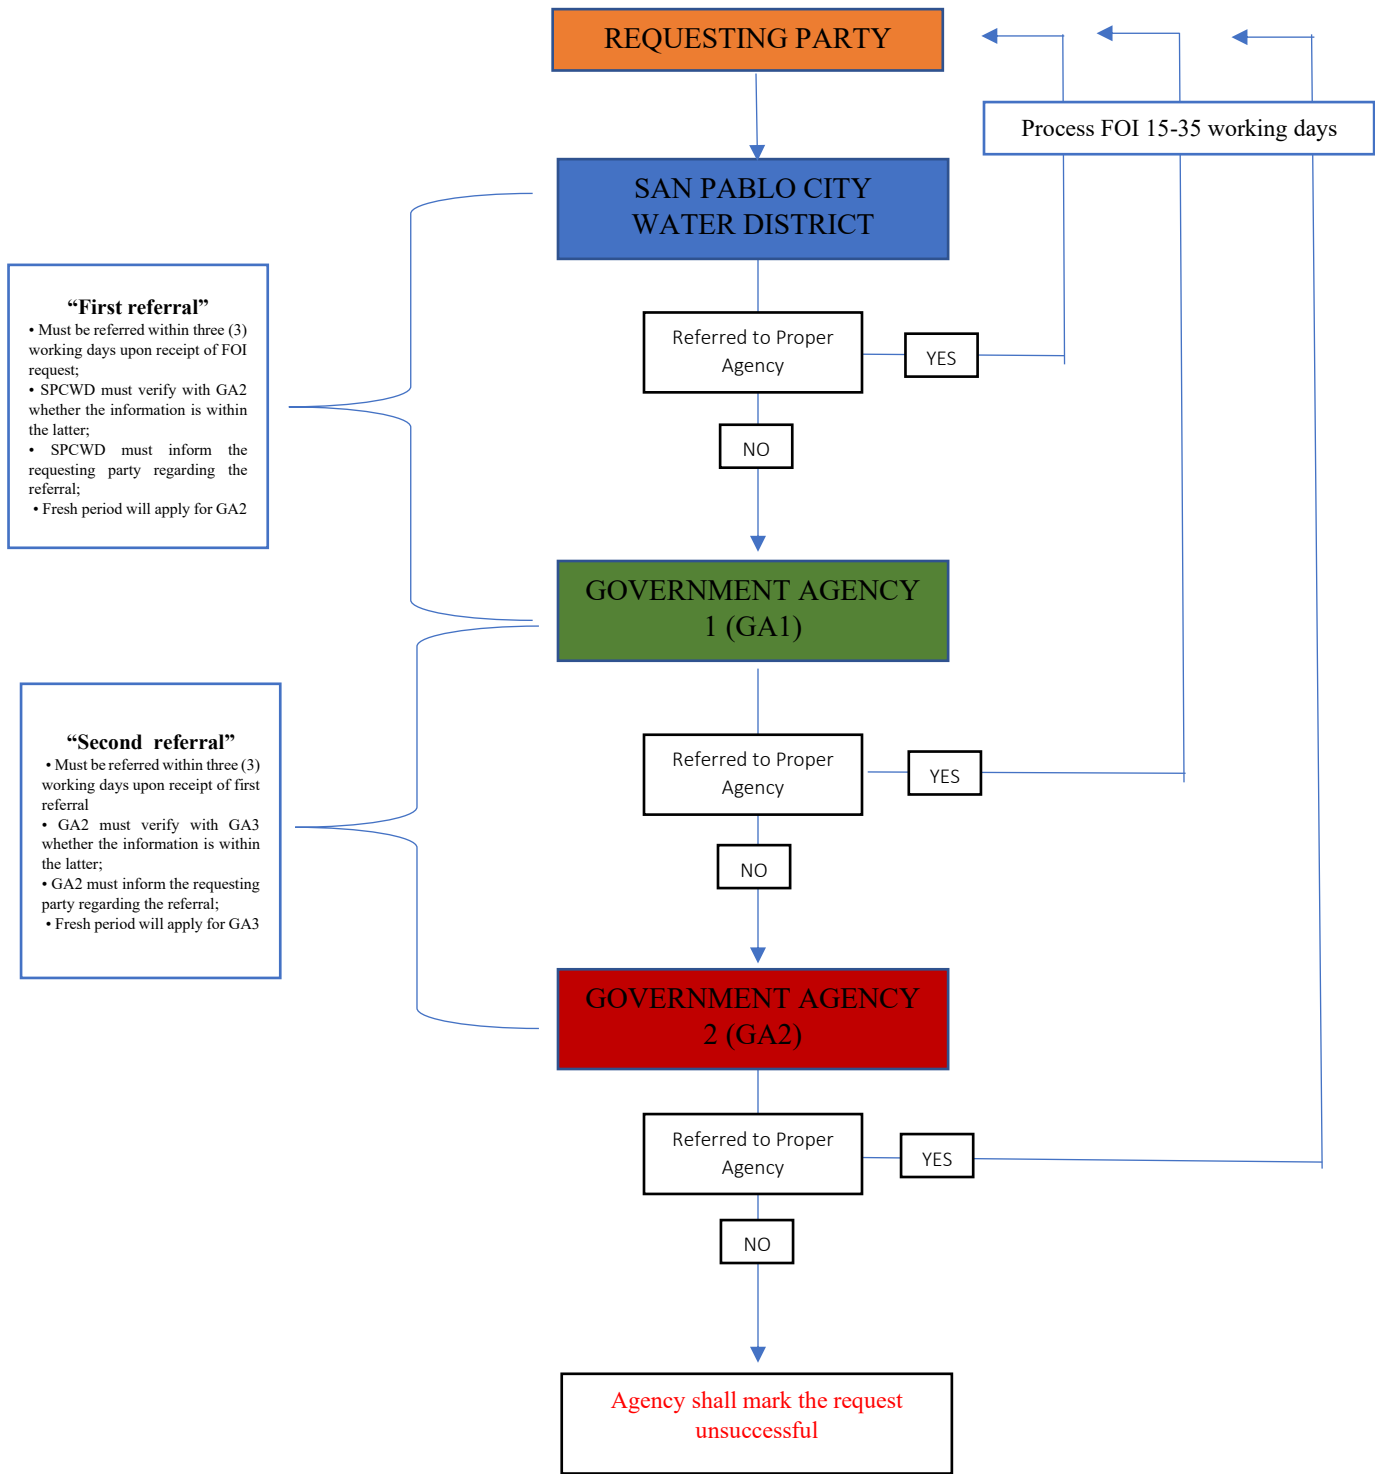 REQUESTING PARTY
Process FOI 15-35 working days
SAN PABLO CITY
WATER DISTRICT
“First referral”
• Must be referred within three (3)
working days upon receipt of FOI
request;
• SPCWD must verify with GA2
whether the information is within
the latter;
• SPCWD must inform the
requesting party regarding the
referral;
• Fresh period will apply for GA2
Referred to Proper
Agency
YES
NO
GOVERNMENT AGENCY
1 (GA1)
“Second referral”
• Must be referred within three (3)
working days upon receipt of first
referral
• GA2 must verify with GA3
whether the information is within
the latter;
• GA2 must inform the requesting
party regarding the referral;
• Fresh period will apply for GA3
Referred to Proper
Agency
YES
NO
GOVERNMENT AGENCY
2 (GA2)
Referred to Proper
Agency
YES
NO
Agency shall mark the request
unsuccessful